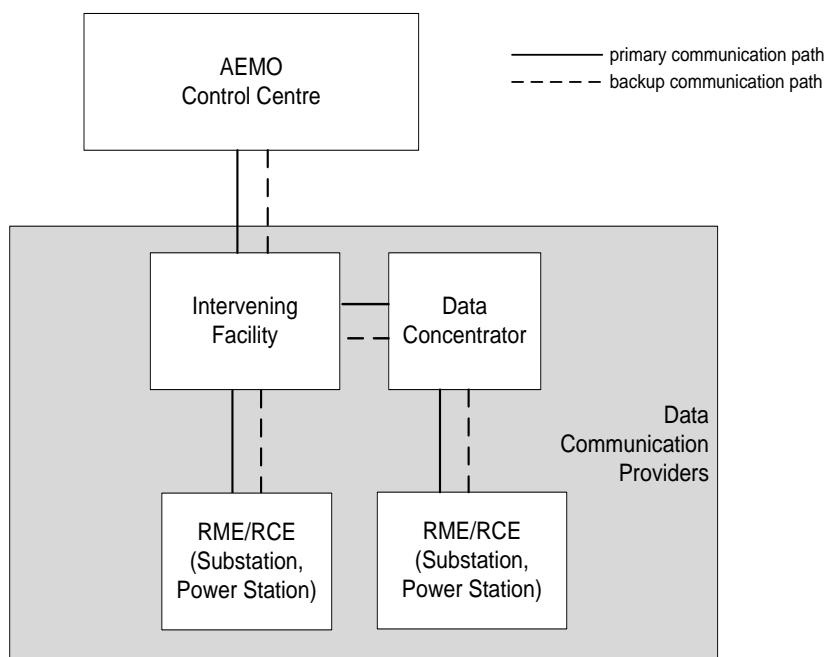 AEMO
Control Centre
primary communication path
backup communication path
Intervening
Facility
Data
Concentrator
Data
Communication
Providers
RME/RCE
(Substation,
Power Station)
RME/RCE
(Substation,
Power Station)